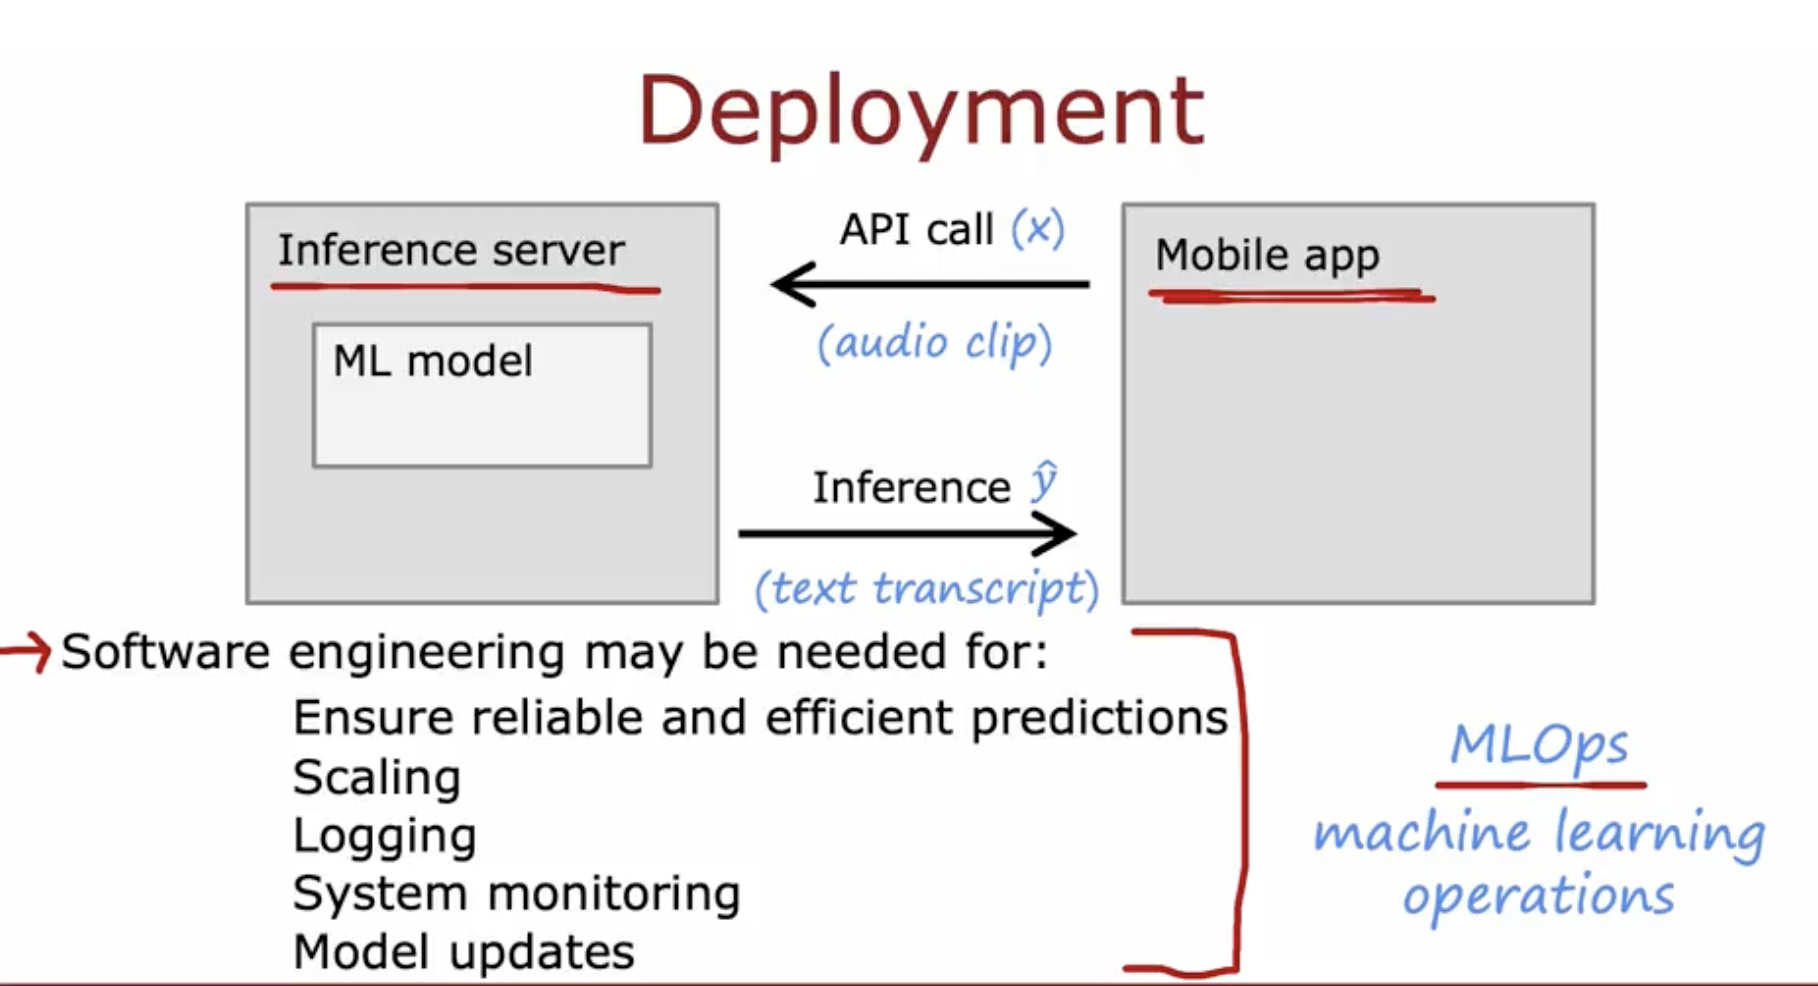 Deployment
Inference server
ML model
API call (x)
(audio clip)
Inference ŷ
(text transcript)
Mobile app
Software engineering may be needed for:
Ensure reliable and efficient predictions
Scaling
Logging
System monitoring
Model updates
MLOps
machine learning
operations